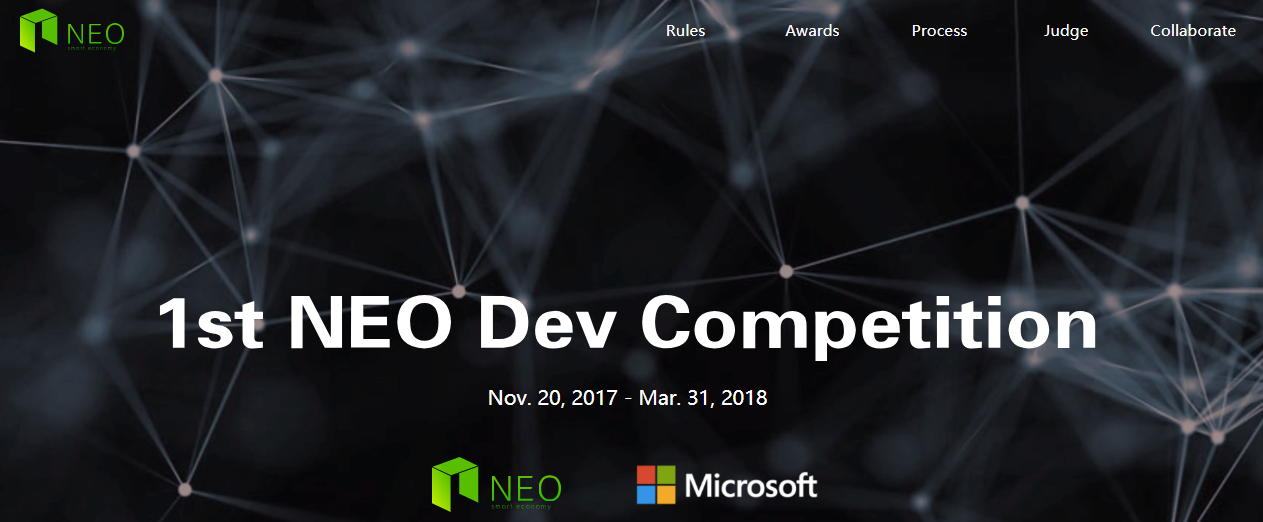 NEO
smart economy
Rules Awards Process Judge Collaborate
1st NEO Dev Competition
Nov. 20, 2017 - Mar. 31, 2018
NEO
smart economy
Microsoft